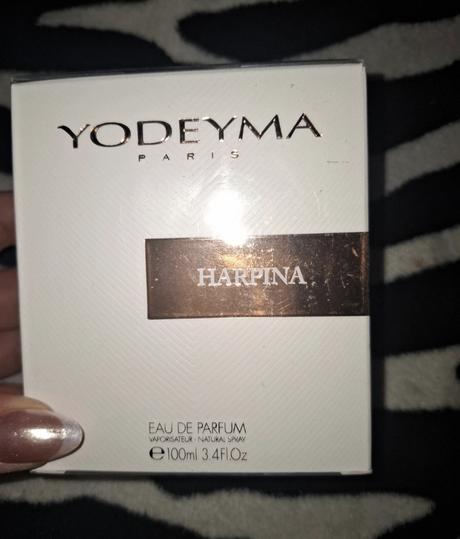 YODEYMA
PARIS
HARPINA
EAU DE PARFUM
VAPORISATEUR · NATURAL SPRAY
℮100ml 3.4Fl.Oz